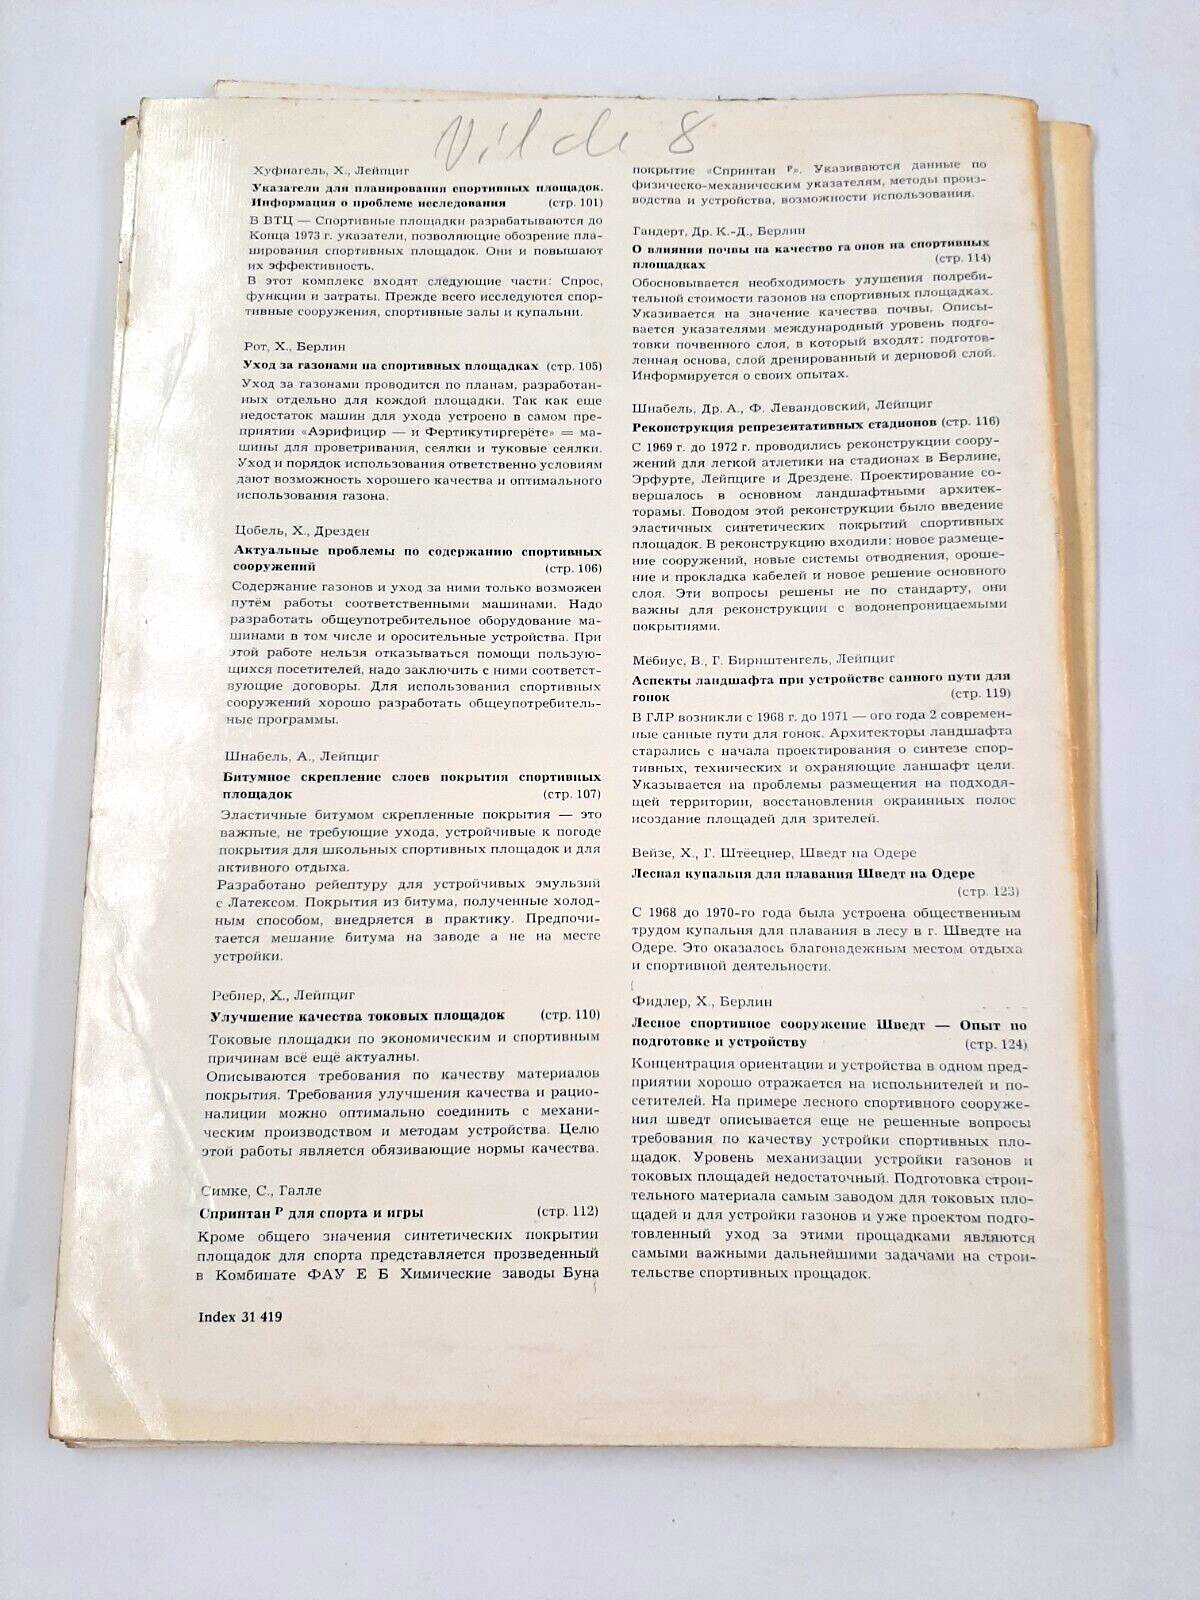 Vilde 8
Хуфнагель, Х., Лейпциг
Указатели для планирования спортивных площадок.
Информация о проблеме исследования (стр. 101)
В ВТЦ — Спортивные площадки разрабатываются до
Конца 1973 г. указатели, позволяющие обозрение пла-
нирования спортивных площадок. Они и повышают
их эффективность.
В этот комплекс входят следующие части: Спрос,
функции и затраты. Прежде всего исследуются спор-
тивные сооружения, спортивные залы и купальни.
Рот, Х., Берлин
Уход за газонами на спортивных площадках (стр. 105)
Уход за газонами проводится по планам, разработан-
ных отдельно для каждой площадки. Так как еще
недостаток машин для ухода устроено в самом пре-
приятии «Аэрифицир — и Фертикутиргерёте» = ма-
шины для проветривания, сеялки и туковые сеялки.
Уход и порядок использования ответственно условиям
дают возможность хорошего качества и оптимального
использования газона.
Цобель, Х., Дрезден
Актуальные проблемы по содержанию спортивных
сооружений (стр. 106)
Содержание газонов и уход за ними только возможен
путём работы соответственными машинами. Надо
разработать общеупотребительное оборудование ма-
шинами в том числе и оросительные устройства. При
этой работе нельзя отказываться помощи пользую-
щихся посетителей, надо заключить с ними соответст-
вующие договоры. Для использования спортивных
сооружений хорошо разработать общеупотребитель-
ные программы.
Шнабель, А., Лейпциг
Битумное скрепление слоев покрытия спортивных
площадок (стр. 107)
Эластичные битумом скрепленные покрытия — это
важные, не требующие ухода, устройчивые к погоде
покрытия для школьных спортивных площадок и для
активного отдыха.
Разработано рейептуру для устройчивых эмульзий
с Латексом. Покрытия из битума, полученные холод-
ным способом, внедряется в практику. Предпочи-
тается мешание битума на заводе а не на месте
устройки.
Ребнер, Х., Лейпциг
Улучшение качества токовых площадок (стр. 110)
Токовые площадки по экономическим и спортивным
причинам всё ещё актуалны.
Описываются требования по качеству материалов
покрытия. Требования улучшения качества и рацио-
налиции можно оптимально соединить с механи-
ческим производством и методам устройства. Целю
этой работы является обязивающие нормы качества.
Симке, С., Галле
Спринтан Р для спорта и игры (стр. 112)
Кроме общего значения синтетических покрытии
площадок для спорта представляется прозведенный
в Комбинате ФАУ Е Б Химические заводы Буна
Index 31 419
покрытие «Спринтан Р». Указиваются данные по
физическо-механическим указателям, методы произ-
водства и устройства, возможности использования.
Гандерт, Др. К.-Д., Берлин
О влиянии почвы на качество га онов на спортивных
площадках (стр. 114)
Обосновывается необходимость улушения полреби-
тельной стоимости газонов на спортивных площадках.
Указивается на значение качества почвы. Описы-
вается указателями международный уровень подго-
товки почвенного слоя, в который входят: подготов-
ленная основа, слой дренированный и дерновой слой.
Информируется о своих опытах.
Шнабель, Др. А., Ф. Левандовский, Лейпциг
Реконструкция репрезентативных стадионов (стр. 116)
С 1969 г. до 1972 г. проводились реконструкции соору-
жений для легкой атлетики на стадионах в Берлине,
Эрфурте, Лейпциге и Дрездене. Проектирование со-
вершалось в основном ландшафтными архитек-
торамы. Поводом этой реконструкции было введение
эластичных синтетических покрытий спортивных
площадок. В реконструкцию входили: новое размеще-
ние сооружений, новые системы отводнения, ороше-
ние и прокладка кабелей и новое решение основного
слоя. Эти вопросы решены не по стандарту, они
важны для реконструкции с водонепроницаемыми
покрытиями.
Мёбиус, В., Г. Бирнштенгель, Лейпциг
Аспекты ландшафта при устройстве санного пути для
гонок (стр. 119)
В ГЛР возникли с 1968 г. до 1971 — ого года 2 современ-
ные санные пути для гонок. Архитекторы ландшафта
старались с начала проектирования о синтезе спор-
тивных, технических и охраняющие ланшафт цели.
Указывается на проблемы размещения на подходя-
щей территории, восстановления окраинных полос
исоздание площадей для зрителей.
Вейзе, Х., Г. Штёецнер, Шведт на Одере
Лесная купальня для плавания Шведт на Одере
(стр. 123)
С 1968 до 1970-го года была устроена общественным
трудом купальня для плавания в лесу в г. Шведте на
Одере. Это оказалось благонадежным местом отдыха
и спортивной деятельности.
Фидлер, Х., Берлин
Лесное спортивное сооружение Шведт — Опыт по
подготовке и устройству (стр. 124)
Концентрация ориентации и устройства в одном пред-
приятии хорошо отражается на испольнителей и по-
сетителей. На примере лесного спортивного сооруже-
ния шведт описывается еще не решенные вопросы
требования по качеству устройки спортивных пло-
щадок. Уровень механизации устройки газонов и
токовых площадей недостаточный. Подготовка строи-
тельного материала самым заводом для токовых пло-
щадей и для устройки газонов и уже проектом подго-
товленный уход за этими прощадками являются
самыми важными дальнейшими задачами на строи-
тельстве спортивных прощадок.